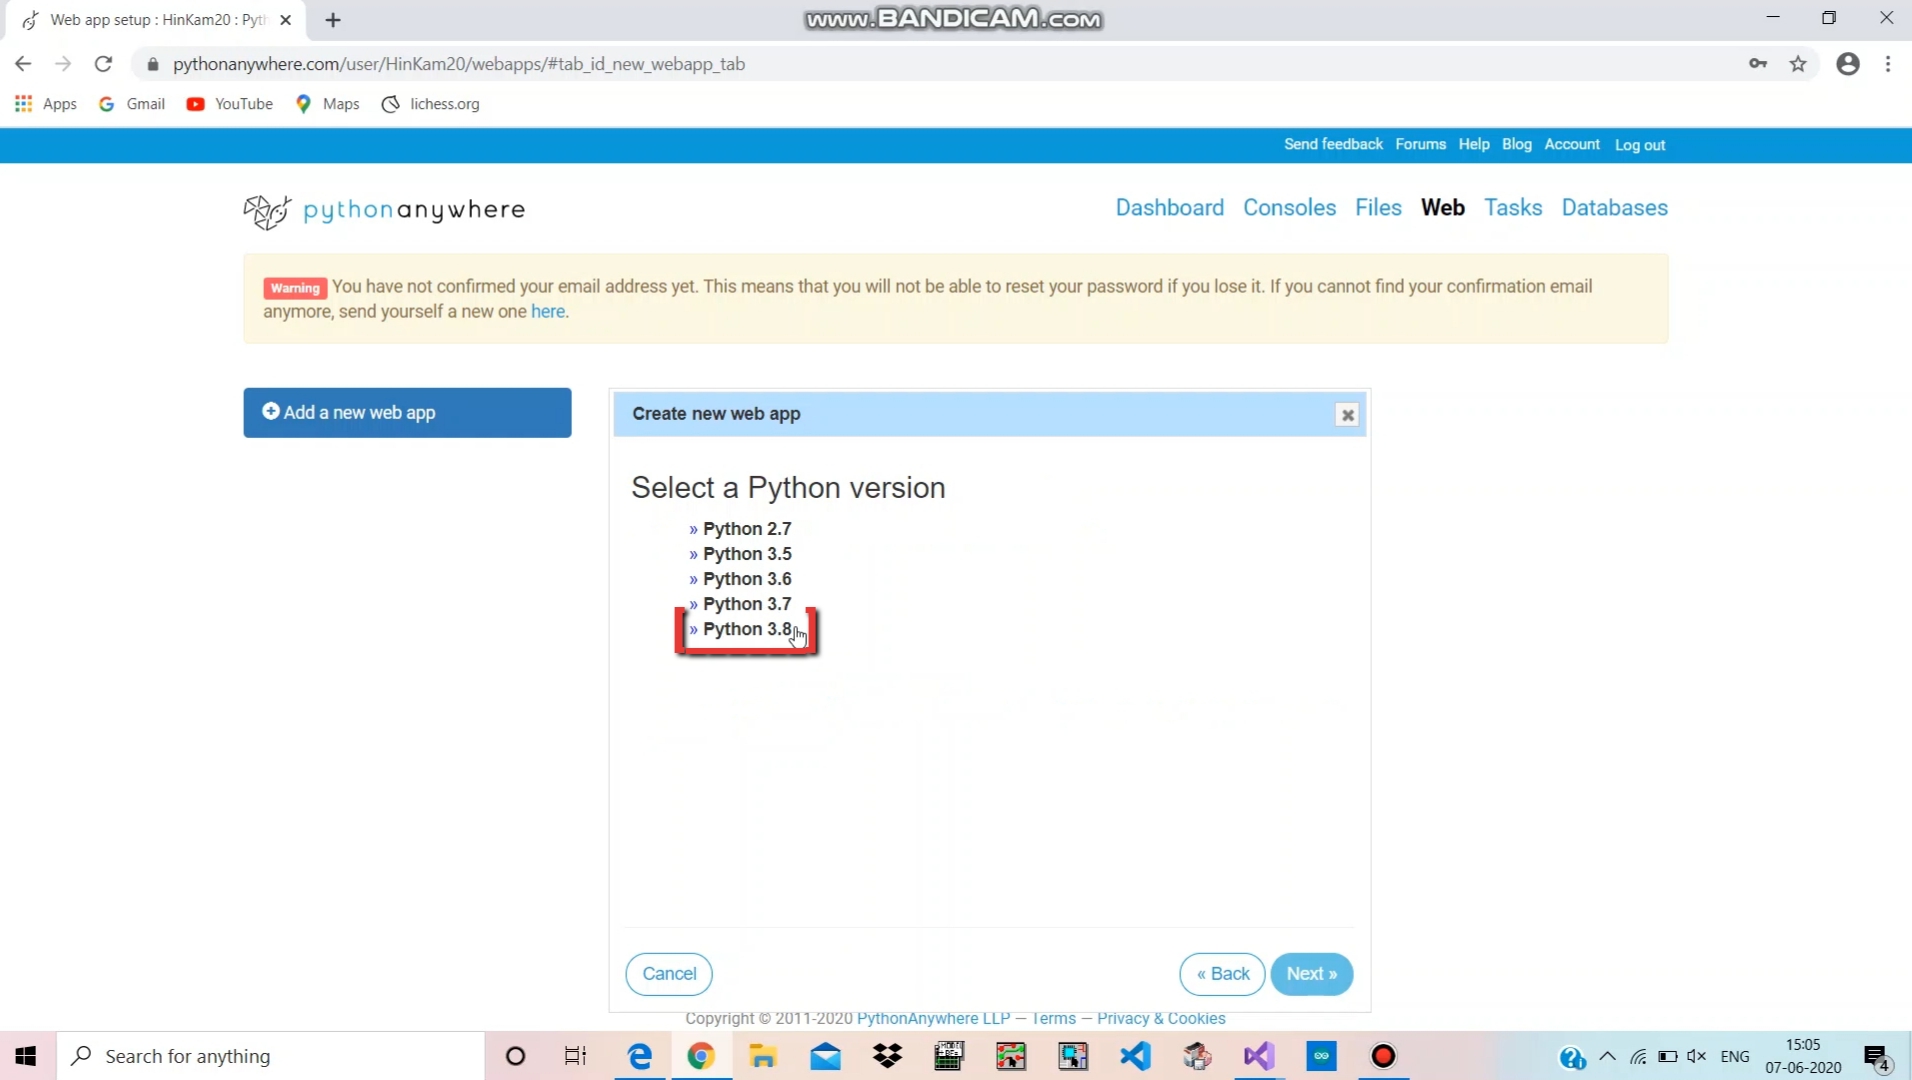 Web app setup : HinKam20 : Pyth
www.BANDICAM.com
pythonanywhere.com/user/HinKam20/webapps/#tab_id_new_webapp_tab
Apps Gmail YouTube Maps lichess.org
Send feedback Forums Help Blog Account Log out
pythonanywhere
Dashboard Consoles Files Web Tasks Databases
Warning You have not confirmed your email address yet. This means that you will not be able to reset your password if you lose it. If you cannot find your confirmation email
anymore, send yourself a new one here.
Add a new web app
Create new web app
Select a Python version
» Python 2.7
» Python 3.5
» Python 3.6
» Python 3.7
» Python 3.8
Cancel
« Back
Next »
Copyright © 2011-2020 PythonAnywhere LLP — Terms — Privacy & Cookies
Search for anything
ENG
15:05
07-06-2020
4